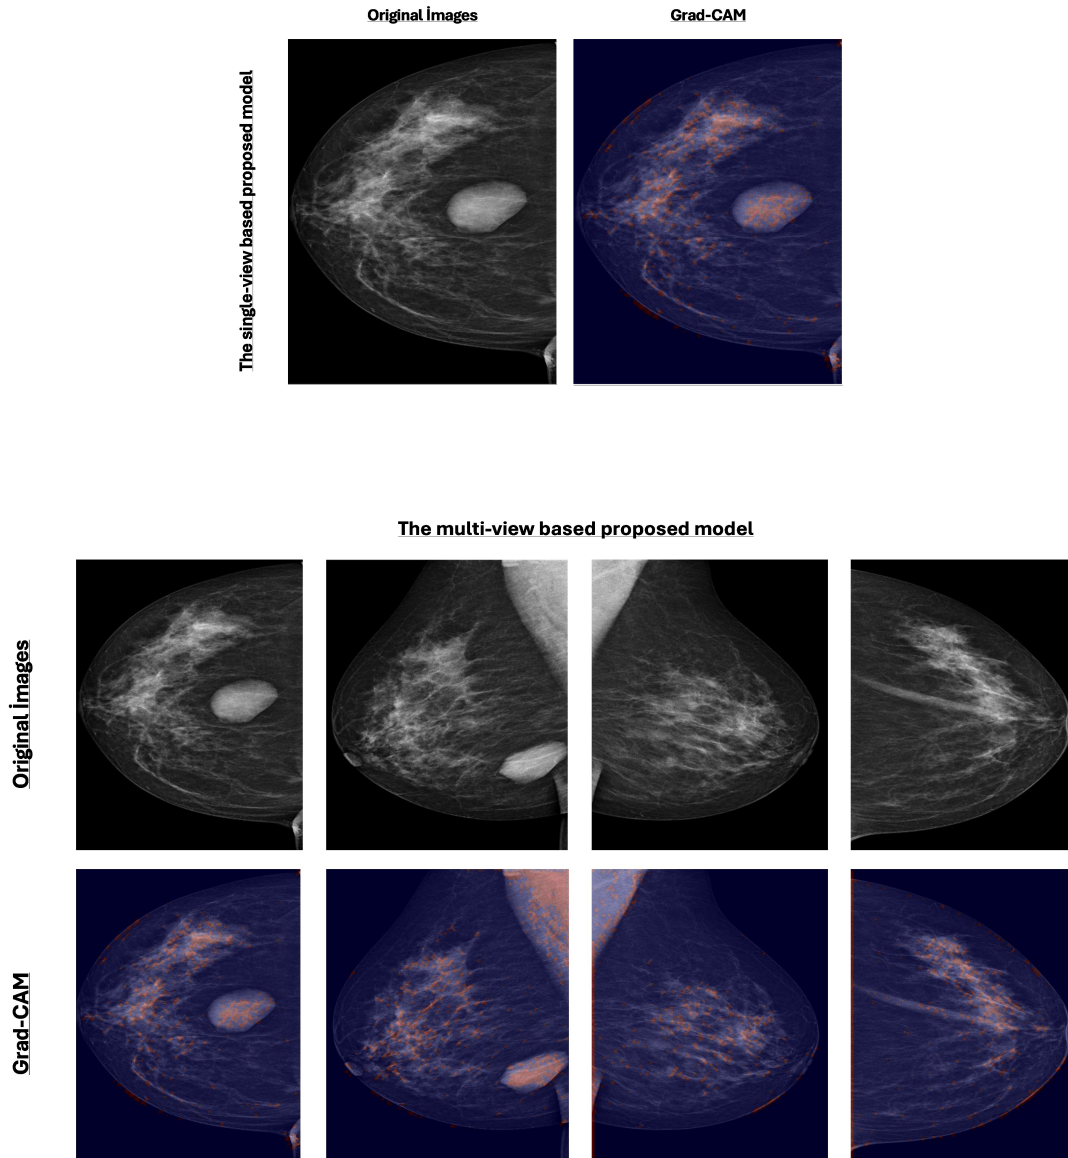 Original İmages
Grad-CAM
The single-view based proposed model
The multi-view based proposed model
Original İmages
Grad-CAM